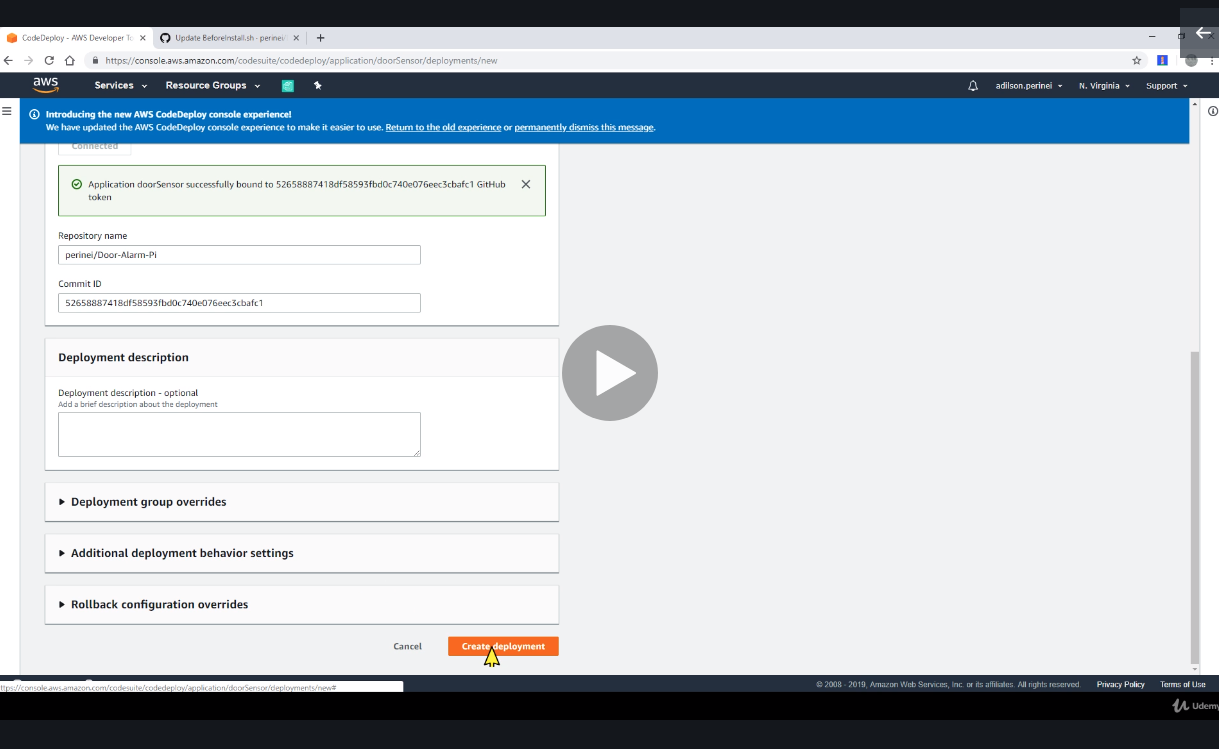 CodeDeploy - AWS Developer To
Update BeforeInstall.sh - perinei/
https://console.aws.amazon.com/codesuite/codedeploy/application/doorSensor/deployments/new
aws
Services
Resource Groups
adilson.perinei
N. Virginia
Support
Introducing the new AWS CodeDeploy console experience!
We have updated the AWS CodeDeploy console experience to make it easier to use. Return to the old experience or permanently dismiss this message.
Connected
Application doorSensor successfully bound to 52658887418df58593fbd0c740e076eec3cbafc1 GitHub
token
Repository name
perinei/Door-Alarm-Pi
Commit ID
52658887418df58593fbd0c740e076eec3cbafc1
Deployment description
Deployment description - optional
Add a brief description about the deployment
Deployment group overrides
Additional deployment behavior settings
Rollback configuration overrides
Cancel
Create deployment
ttps://console.aws.amazon.com/codesuite/codedeploy/application/doorSensor/deployments/new#
© 2008 - 2019, Amazon Web Services, Inc. or its affiliates. All rights reserved.
Privacy Policy
Terms of Use
Udemy